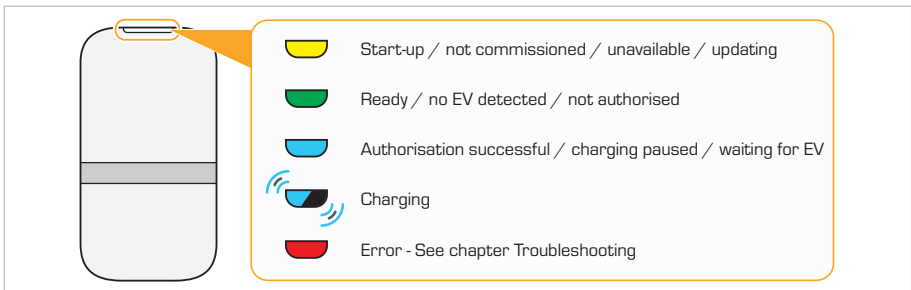 Start-up / not commissioned / unavailable / updating
Ready / no EV detected / not authorised
Authorisation successful / charging paused / waiting for EV
Charging
Error - See chapter Troubleshooting